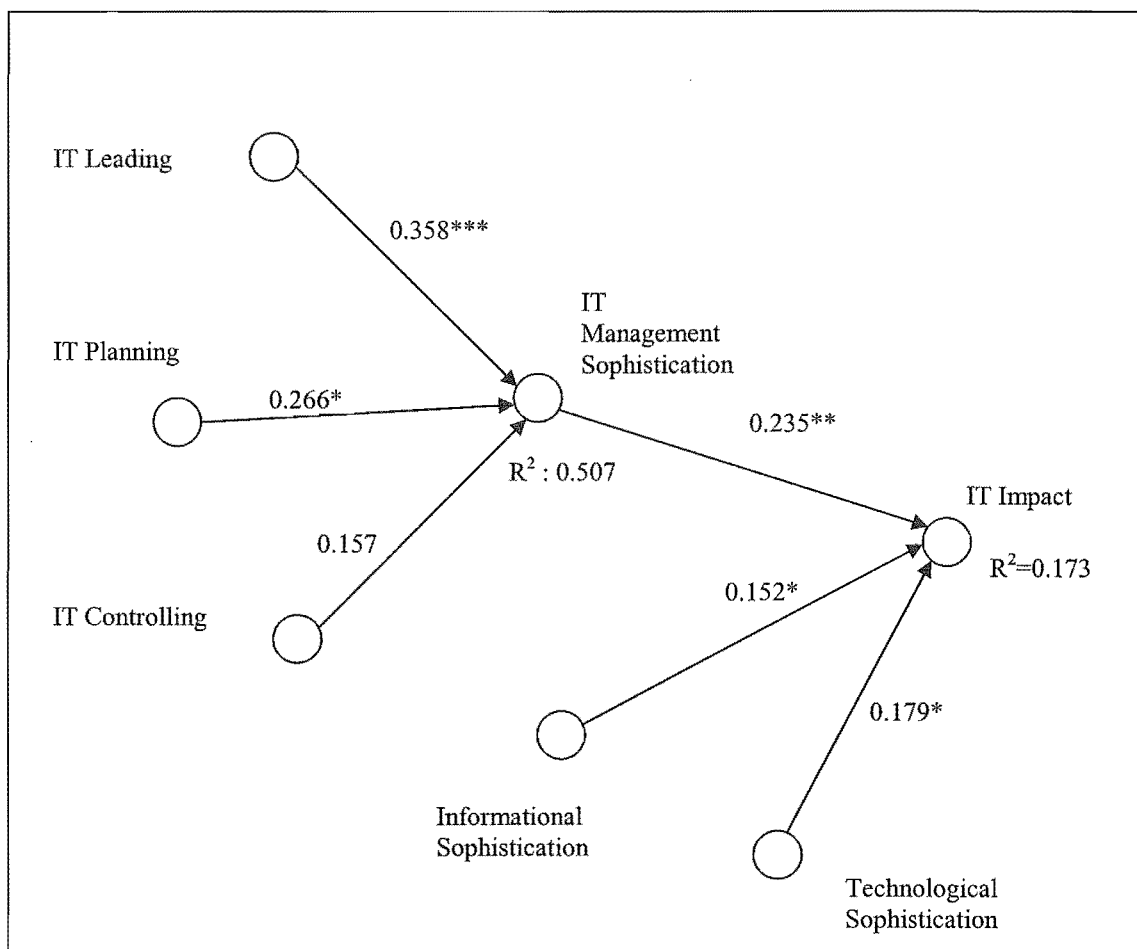 IT Leading
0.358***
IT
Management
Sophistication
IT Planning
0.266*
0.235**
R² : 0.507
IT Impact
0.157
R²=0.173
0.152*
IT Controlling
0.179*
Informational
Sophistication
Technological
Sophistication